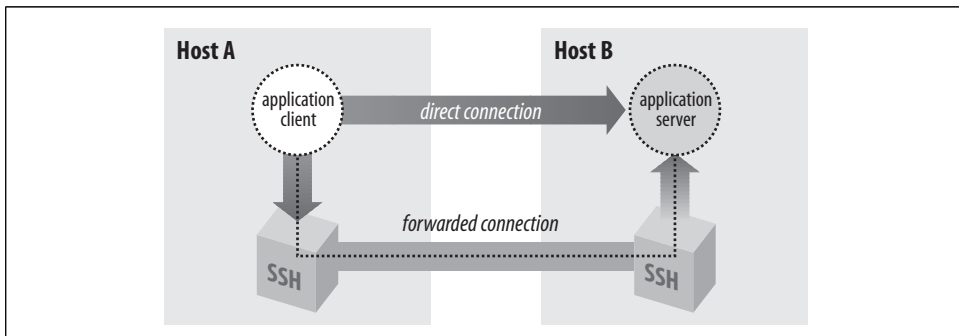 Host A
Host B
application
client
direct connection
application
server
forwarded connection
SSH
SSH